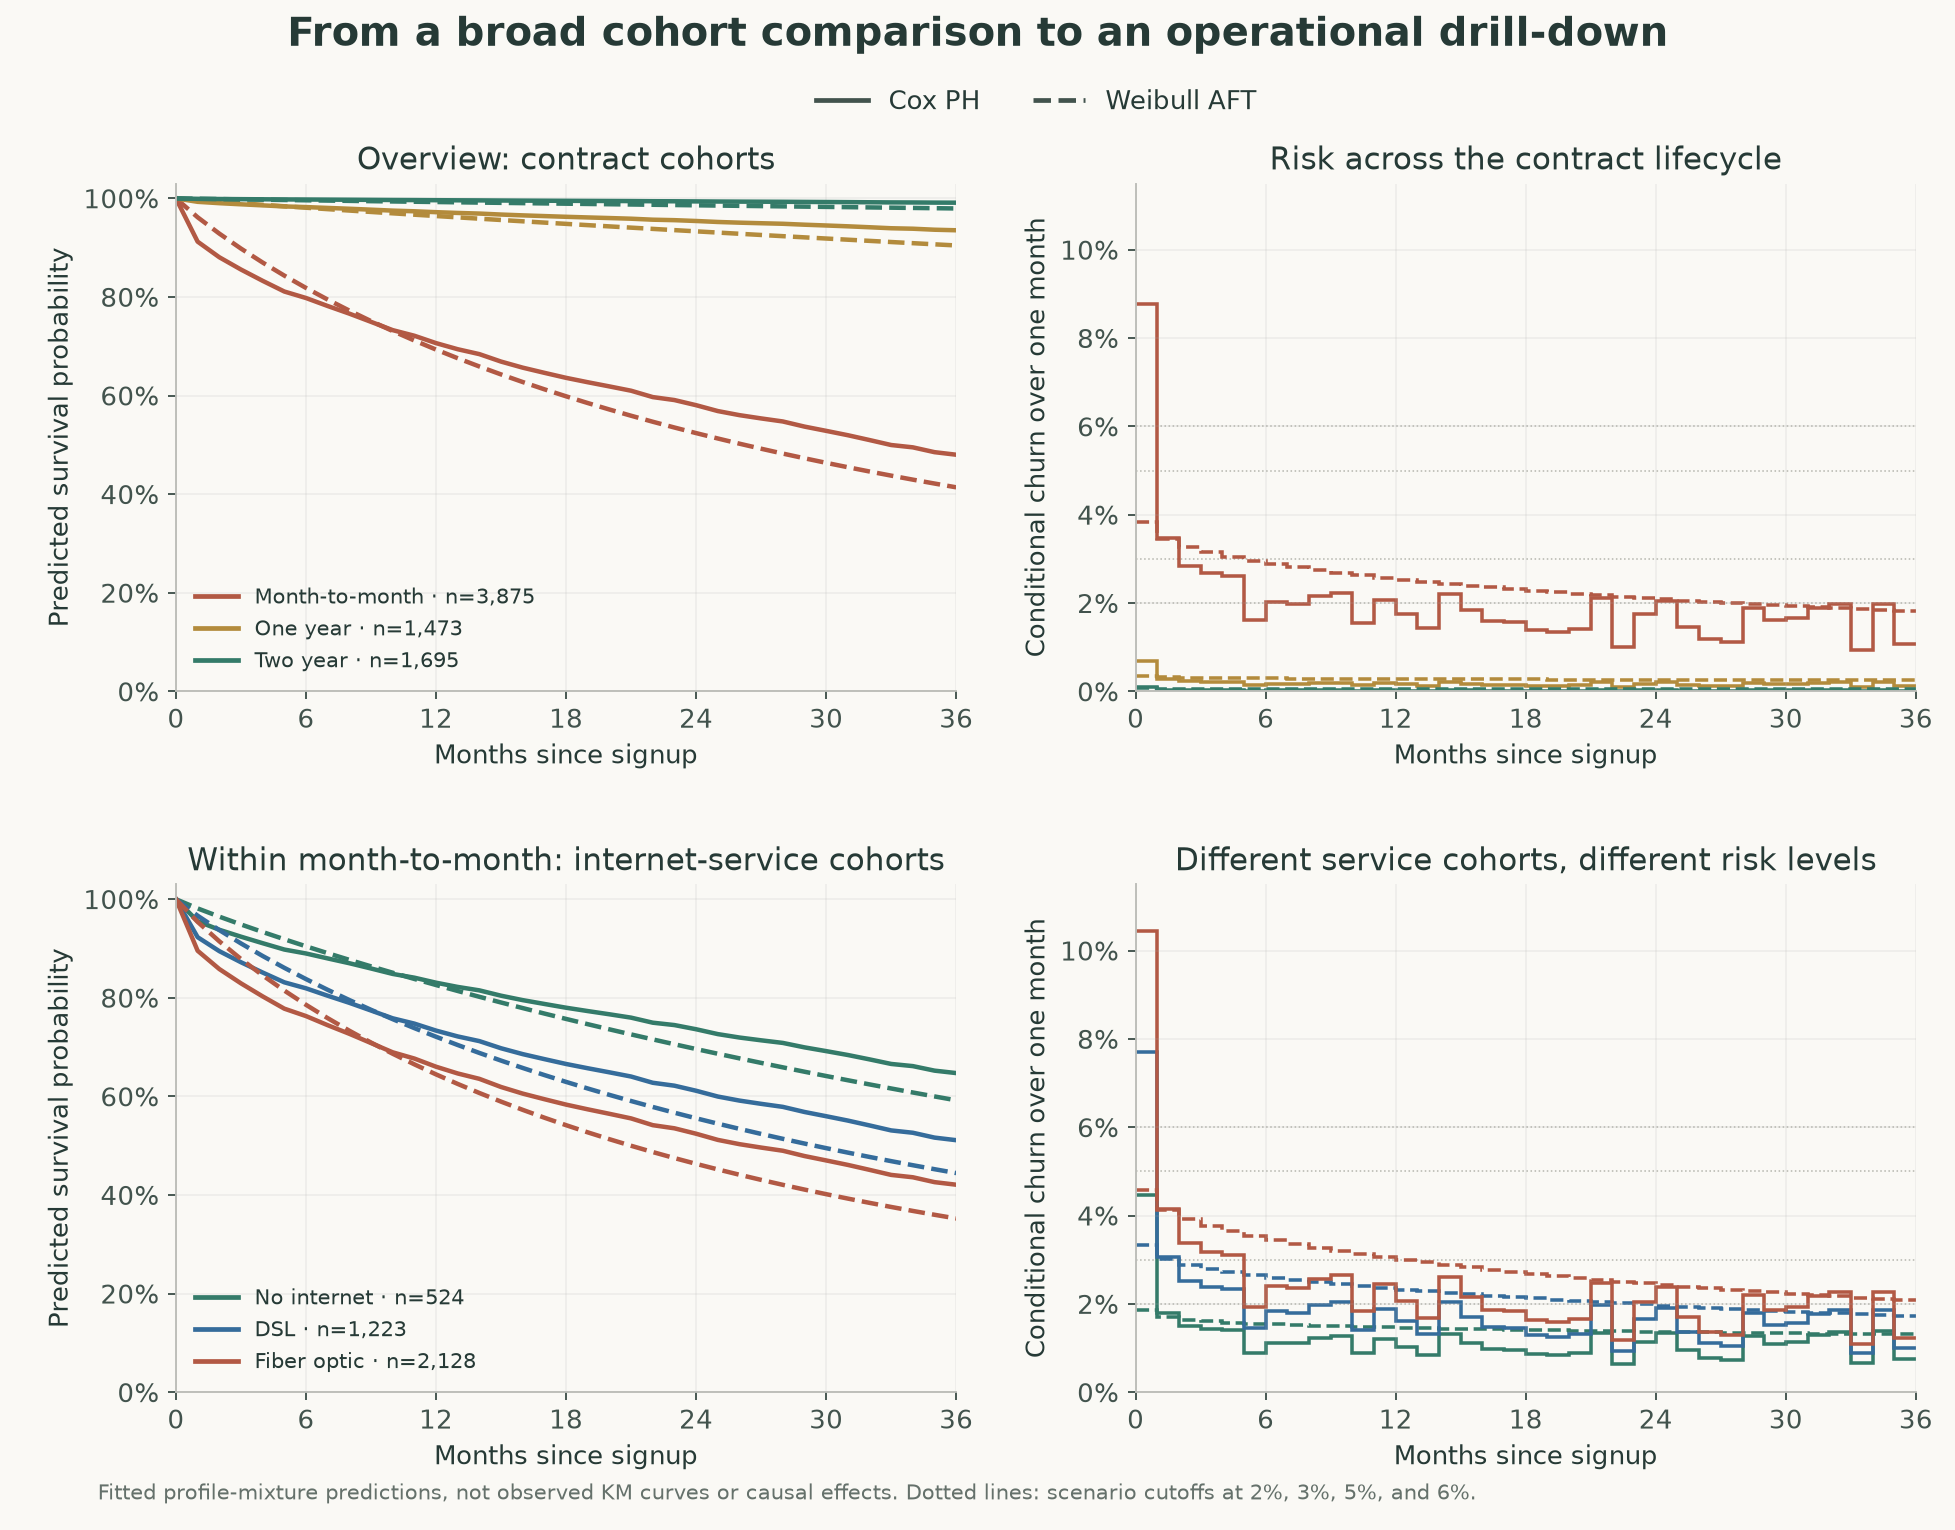 From a broad cohort comparison to an operational drill-down
Cox PH
Weibull AFT
Overview: contract cohorts
Predicted survival probability
100%
80%
60%
40%
20%
0%
Month-to-month · n=3,875
One year · n=1,473
Two year · n=1,695
0 6 12 18 24 30 36
Months since signup
Risk across the contract lifecycle
Conditional churn over one month
10%
8%
6%
4%
2%
0%
0 6 12 18 24 30 36
Months since signup
Within month-to-month: internet-service cohorts
Predicted survival probability
100%
80%
60%
40%
20%
0%
No internet · n=524
DSL · n=1,223
Fiber optic · n=2,128
0 6 12 18 24 30 36
Months since signup
Different service cohorts, different risk levels
Conditional churn over one month
10%
8%
6%
4%
2%
0%
0 6 12 18 24 30 36
Months since signup
Fitted profile-mixture predictions, not observed KM curves or causal effects. Dotted lines: scenario cutoffs at 2%, 3%, 5%, and 6%.